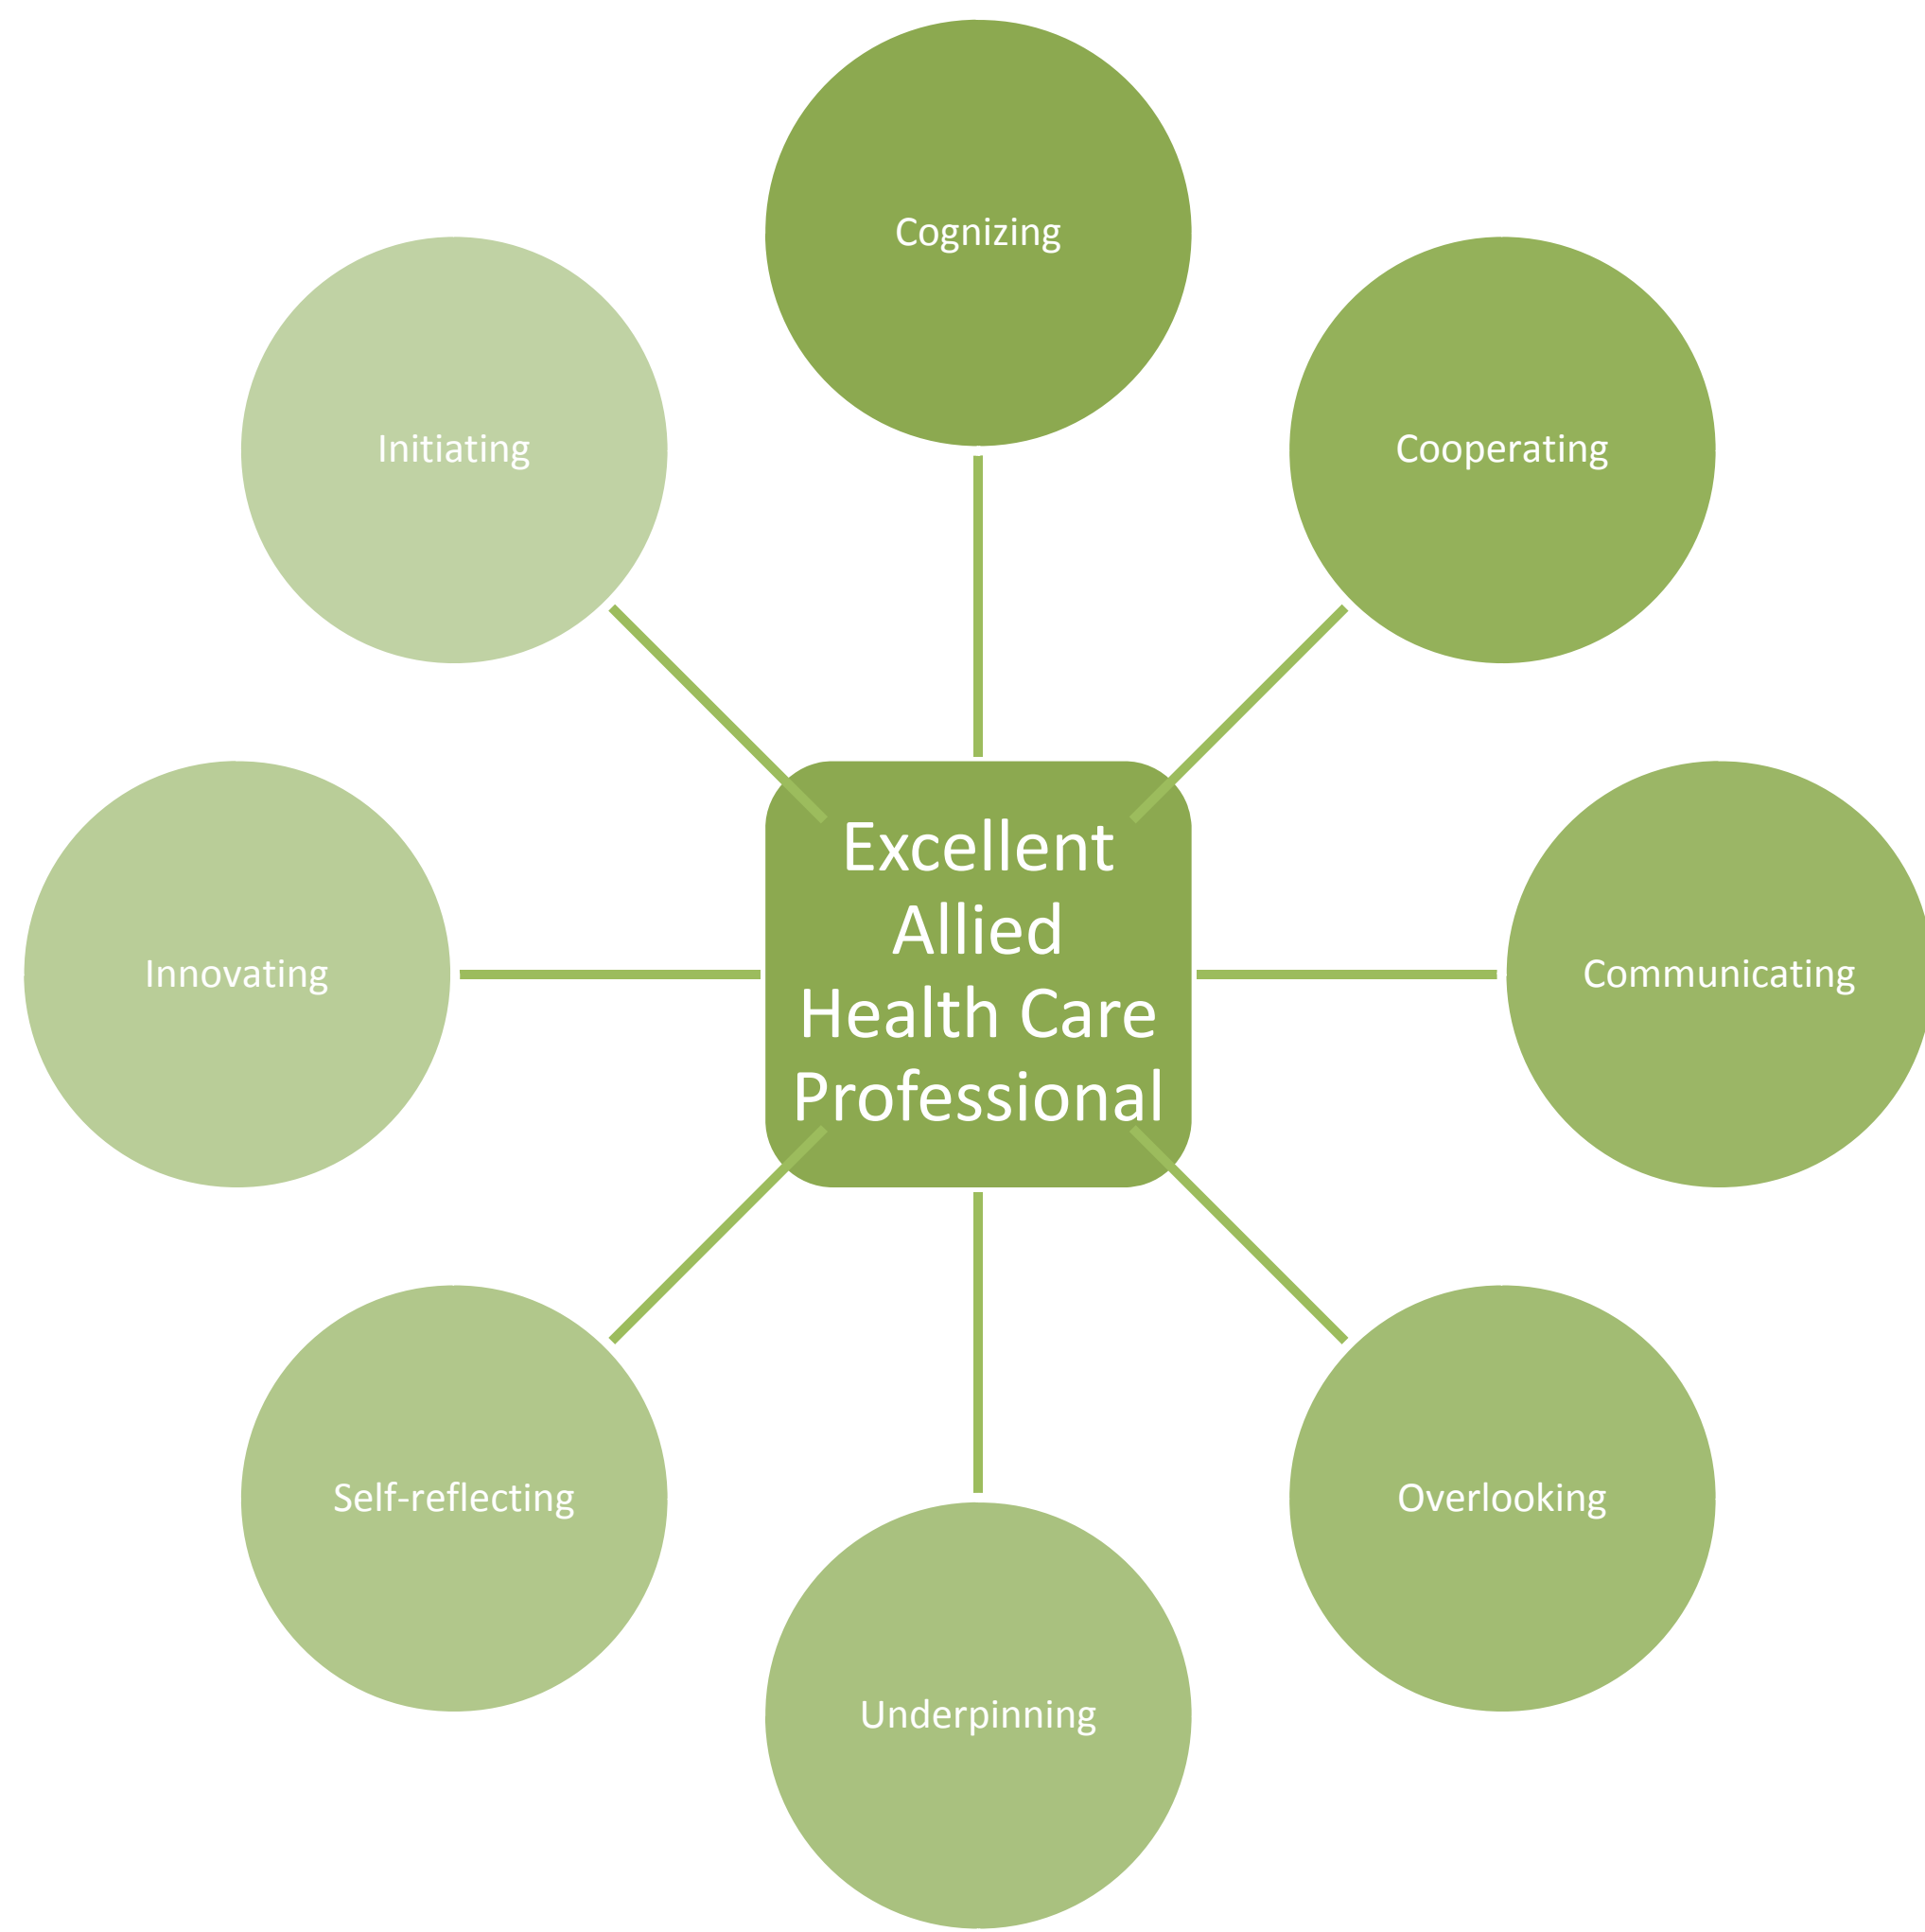 Cognizing
Initiating
Cooperating
Excellent
Allied
Health Care
Professional
Innovating
Communicating
Self-reflecting
Overlooking
Underpinning